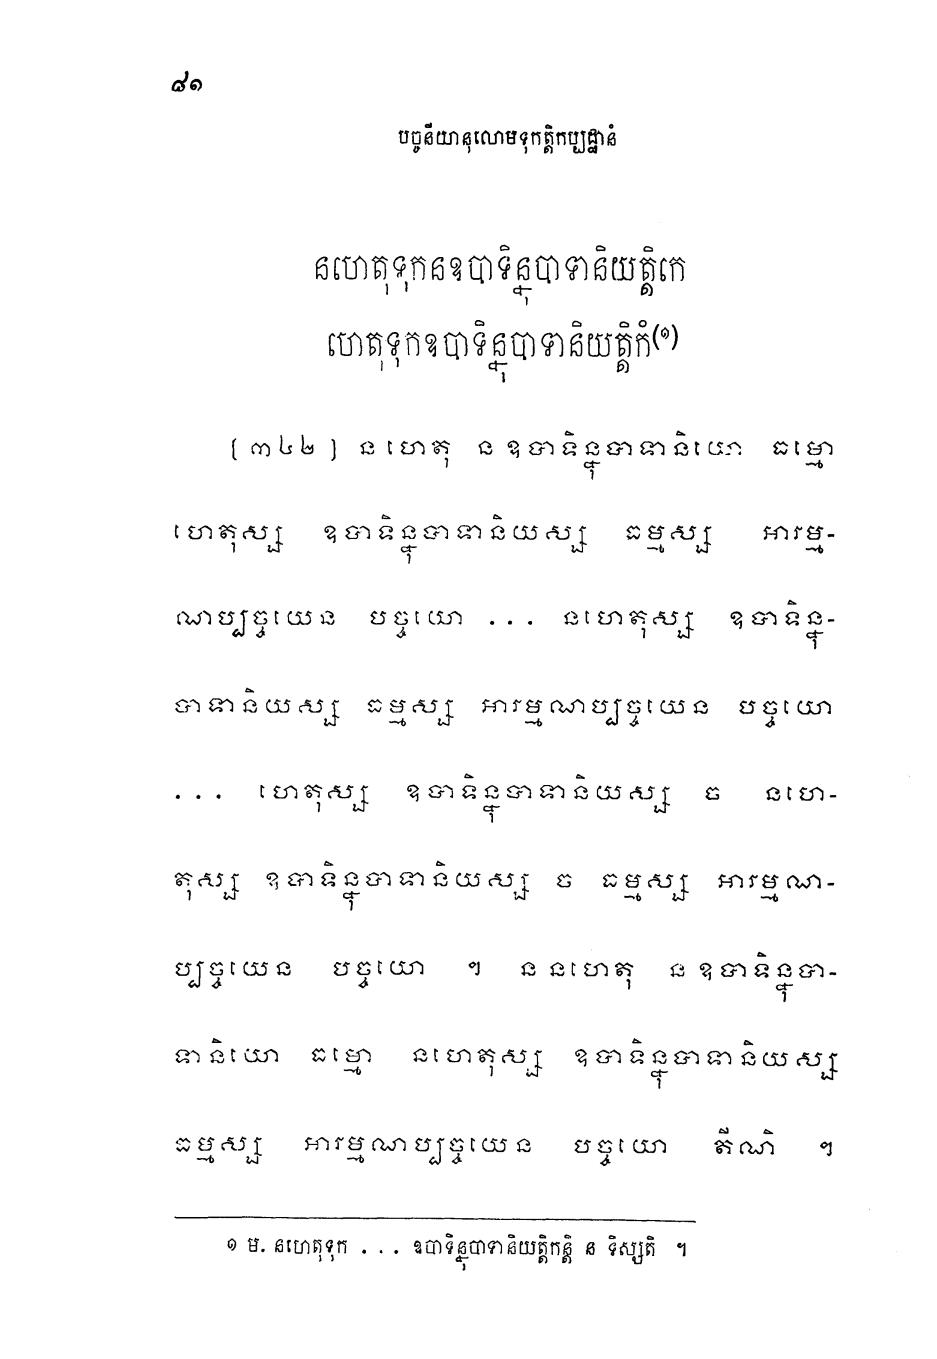 ៨១
បច្ចនីយានុលោមទុកត្តិកប្បដ្ឋានំ
នហេតុទុកនឧបាទិន្នុបាទានិយត្តិកេ
ហេតុទុកឧបាទិន្នុបាទានិយត្តិកំ(១)
[៣៤២] ន ហេតុ ន ឧបាទិន្នុបាទានិយោ ធម្មោ
ហេតុស្ស ឧបាទិន្នុបាទានិយស្ស ធម្មស្ស អារម្ម-
ណប្បច្ចយេន បច្ចយោ ... នហេតុស្ស ឧបាទិន្នុ-
បាទានិយស្ស ធម្មស្ស អារម្មណប្បច្ចយេន បច្ចយោ
... ហេតុស្ស ឧបាទិន្នុបាទានិយស្ស ច នហេ-
តុស្ស ឧបាទិន្នុបាទានិយស្ស ច ធម្មស្ស អារម្មណ-
ប្បច្ចយេន បច្ចយោ ។ ន នហេតុ ន ឧបាទិន្នុបា-
ទានិយោ ធម្មោ នហេតុស្ស ឧបាទិន្នុបាទានិយស្ស
ធម្មស្ស អារម្មណប្បច្ចយេន បច្ចយោ តីណិ ។
១ ម. នហេតុទុក ... ឧបាទិន្នុបាទានិយត្តិកន្តិ ន ទិស្សតិ ។